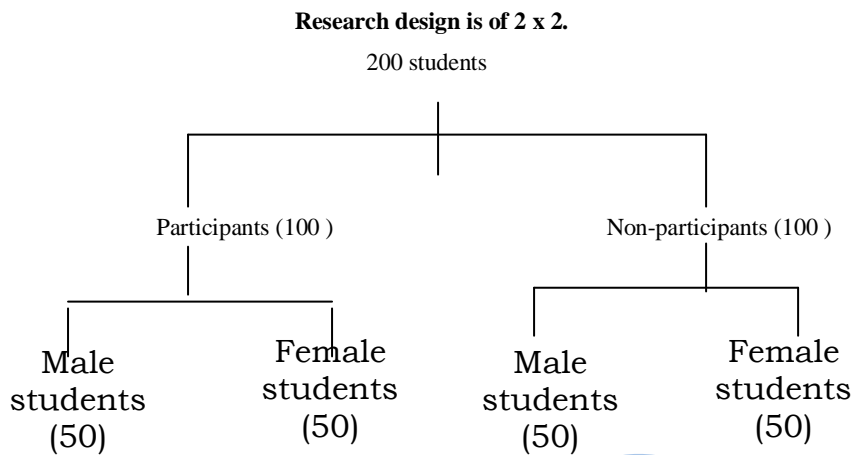 Research design is of 2 x 2.
200 students
Participants (100 )
Non-participants (100 )
Male
students
(50)
Female
students
(50)
Male
students
(50)
Female
students
(50)